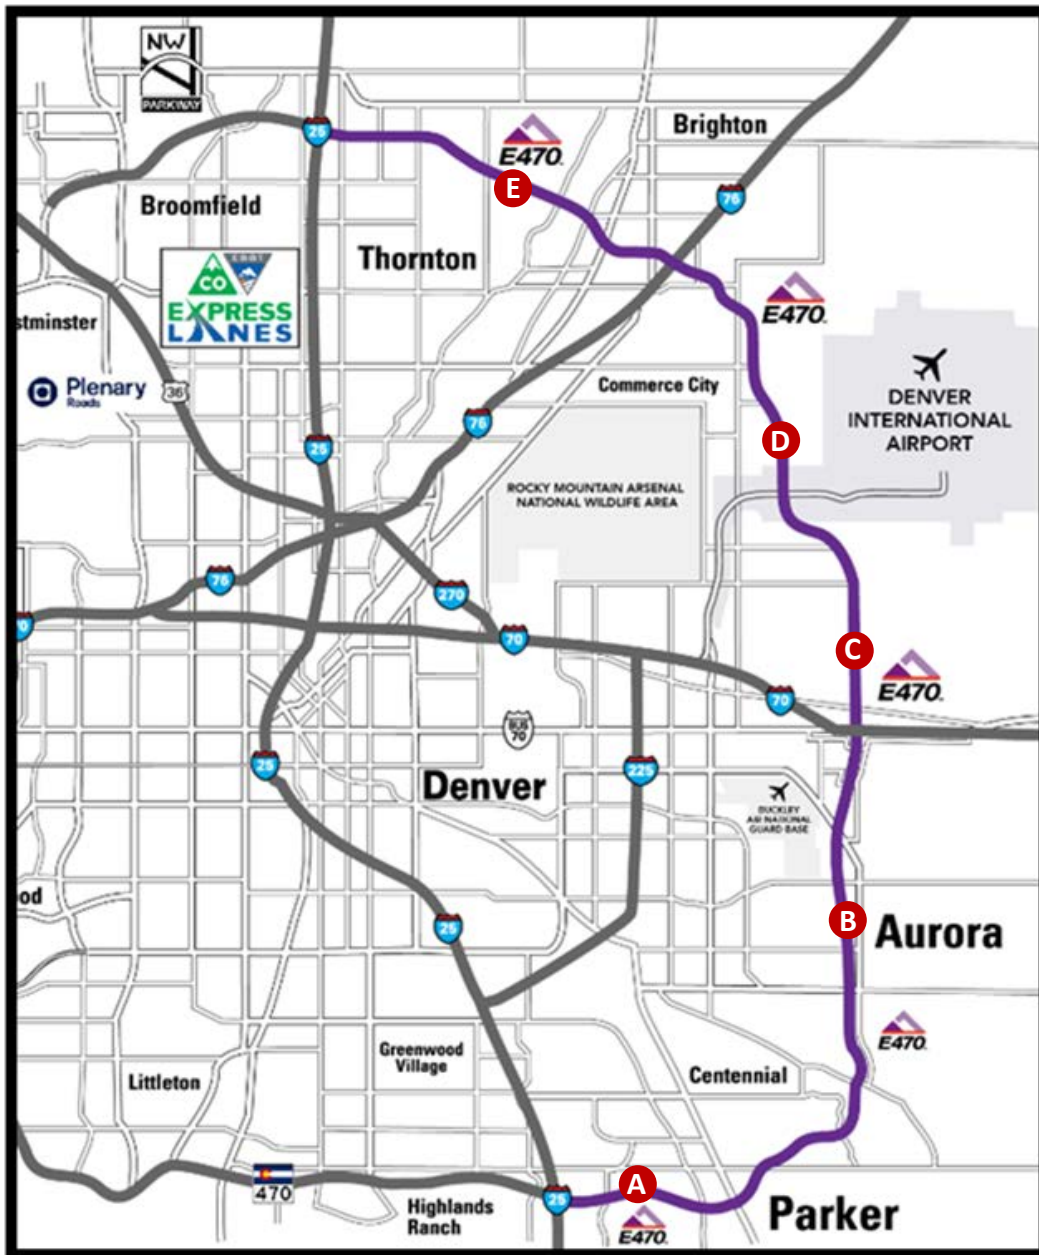 NW
PARKWAY
25
E470
Brighton
E
76
Broomfield
Thornton
CO
EXPRESS
LANES
E470
stminster
Plenary
Roads
36
Commerce City
DENVER
INTERNATIONAL
AIRPORT
76
25
D
ROCKY MOUNTAIN ARSENAL
NATIONAL WILDLIFE AREA
76
270
70
70
C
E470
70
BUS
70
25
Denver
225
BUCKLEY
AIR NATIONAL
GUARD BASE
od
25
B
Aurora
E470
Greenwood
Village
Littleton
Centennial
470
A
25
Highlands
Ranch
E470
Parker